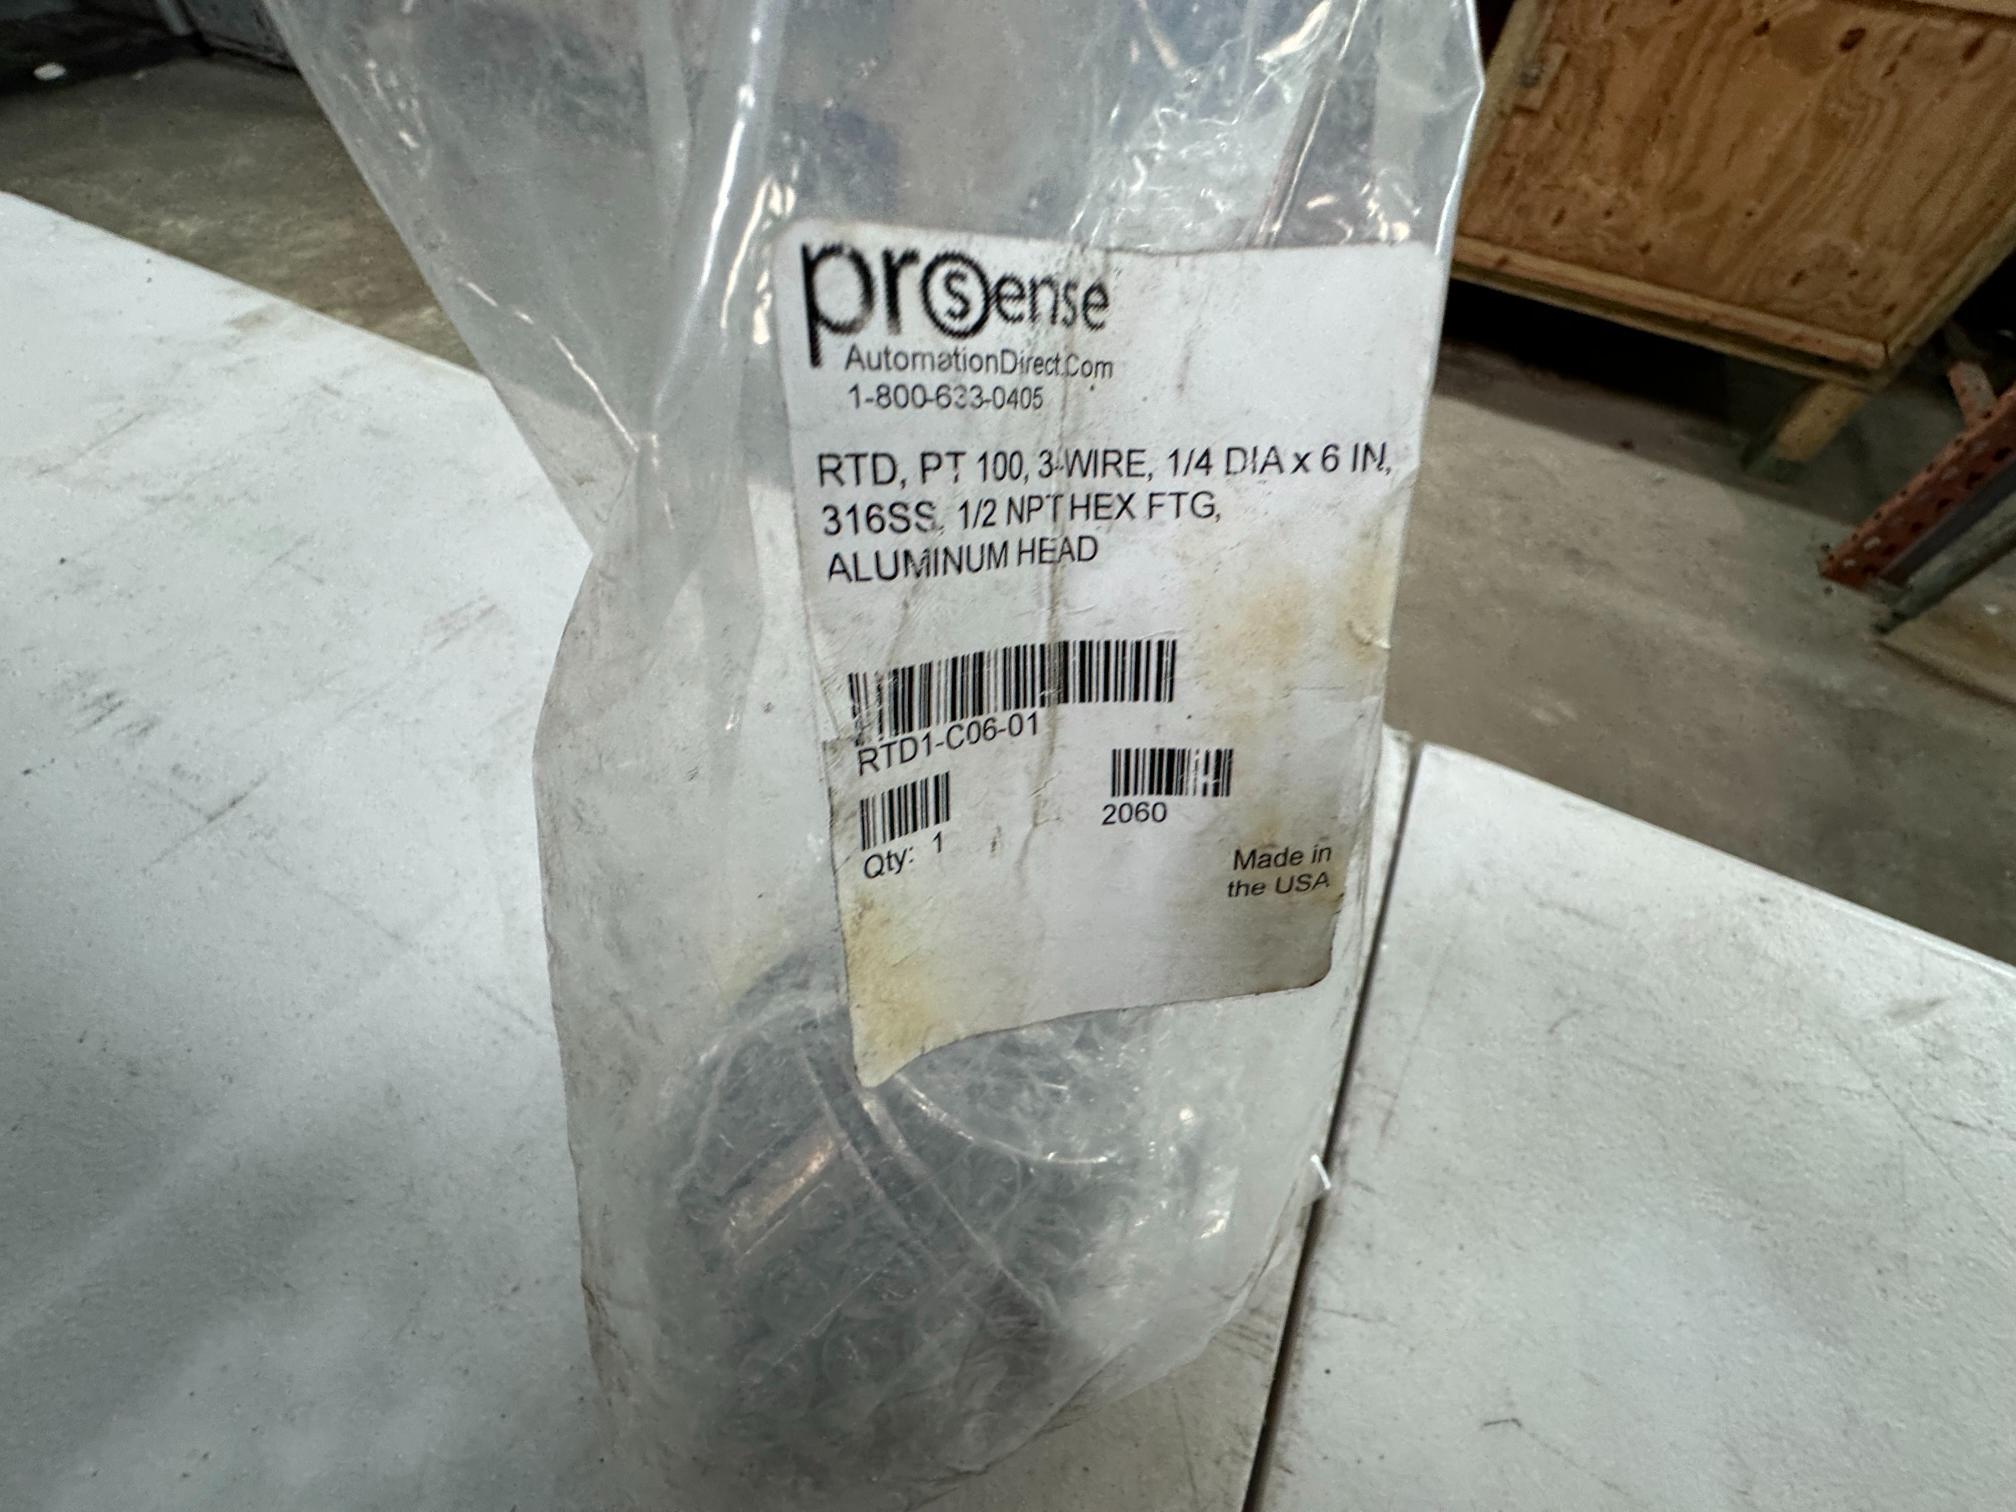 prosense
AutomationDirect.Com
1-800-633-0405
RTD, PT 100, 3-WIRE, 1/4 DIA x 6 IN,
316SS, 1/2 NPT HEX FTG,
ALUMINUM HEAD
RTD1-C06-01
2060
Qty: 1
Made in
the USA